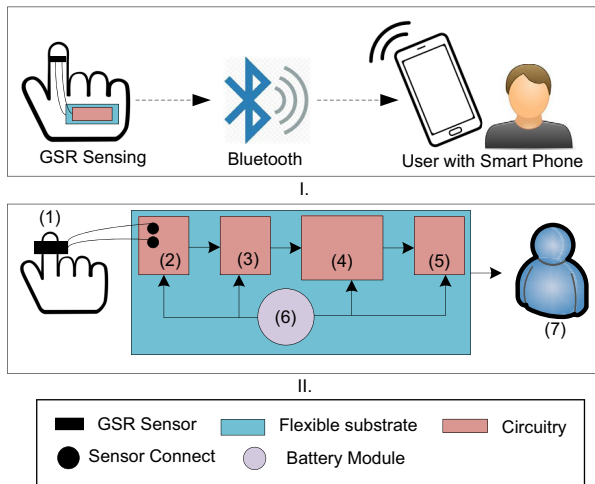 GSR Sensing
Bluetooth
User with Smart Phone
I.
(1)
(2)
(3)
(4)
(5)
(6)
(7)
II.
GSR Sensor
Flexible substrate
Circuitry
Sensor Connect
Battery Module